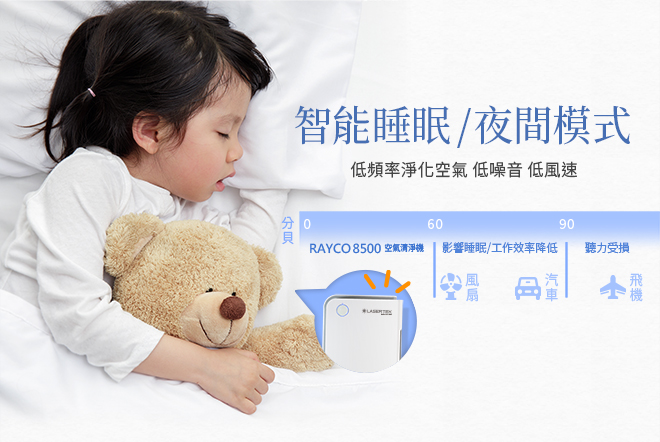 智能睡眠/夜間模式
低頻率淨化空氣 低噪音 低風速
分貝 0 60 90
RAYCO 8500 空氣清淨機 影響睡眠/工作效率降低 聽力受損
風扇 汽車 飛機